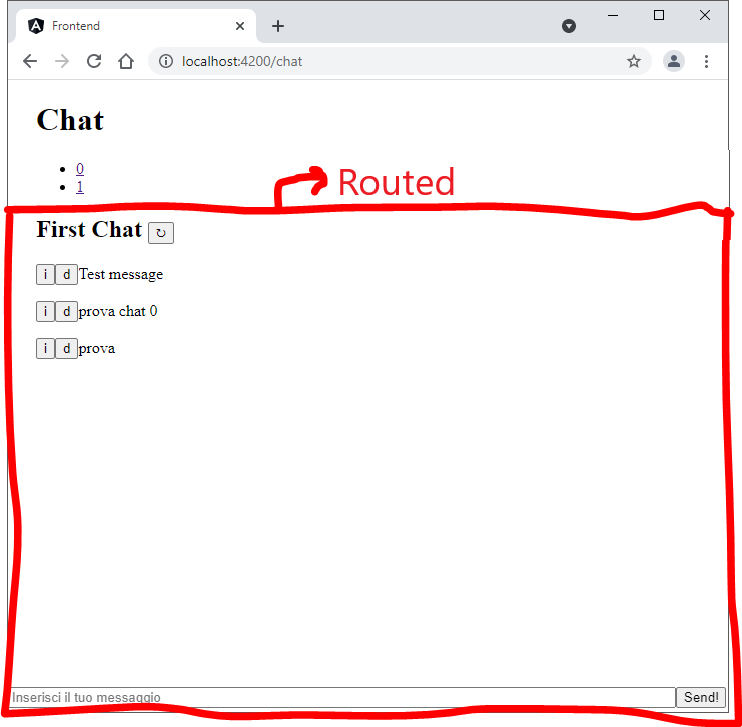 Frontend
localhost:4200/chat
Chat
0
1
Routed
First Chat ↻
i d Test message
i d prova chat 0
i d prova
Inserisci il tuo messaggio Send!